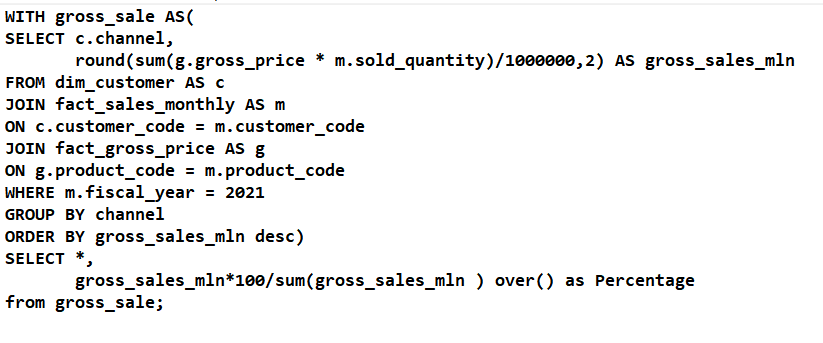 WITH gross_sale AS(
SELECT c.channel,
round(sum(g.gross_price * m.sold_quantity)/1000000,2) AS gross_sales_mln
FROM dim_customer AS c
JOIN fact_sales_monthly AS m
ON c.customer_code = m.customer_code
JOIN fact_gross_price AS g
ON g.product_code = m.product_code
WHERE m.fiscal_year = 2021
GROUP BY channel
ORDER BY gross_sales_mln desc)
SELECT *,
gross_sales_mln*100/sum(gross_sales_mln ) over() as Percentage
from gross_sale;